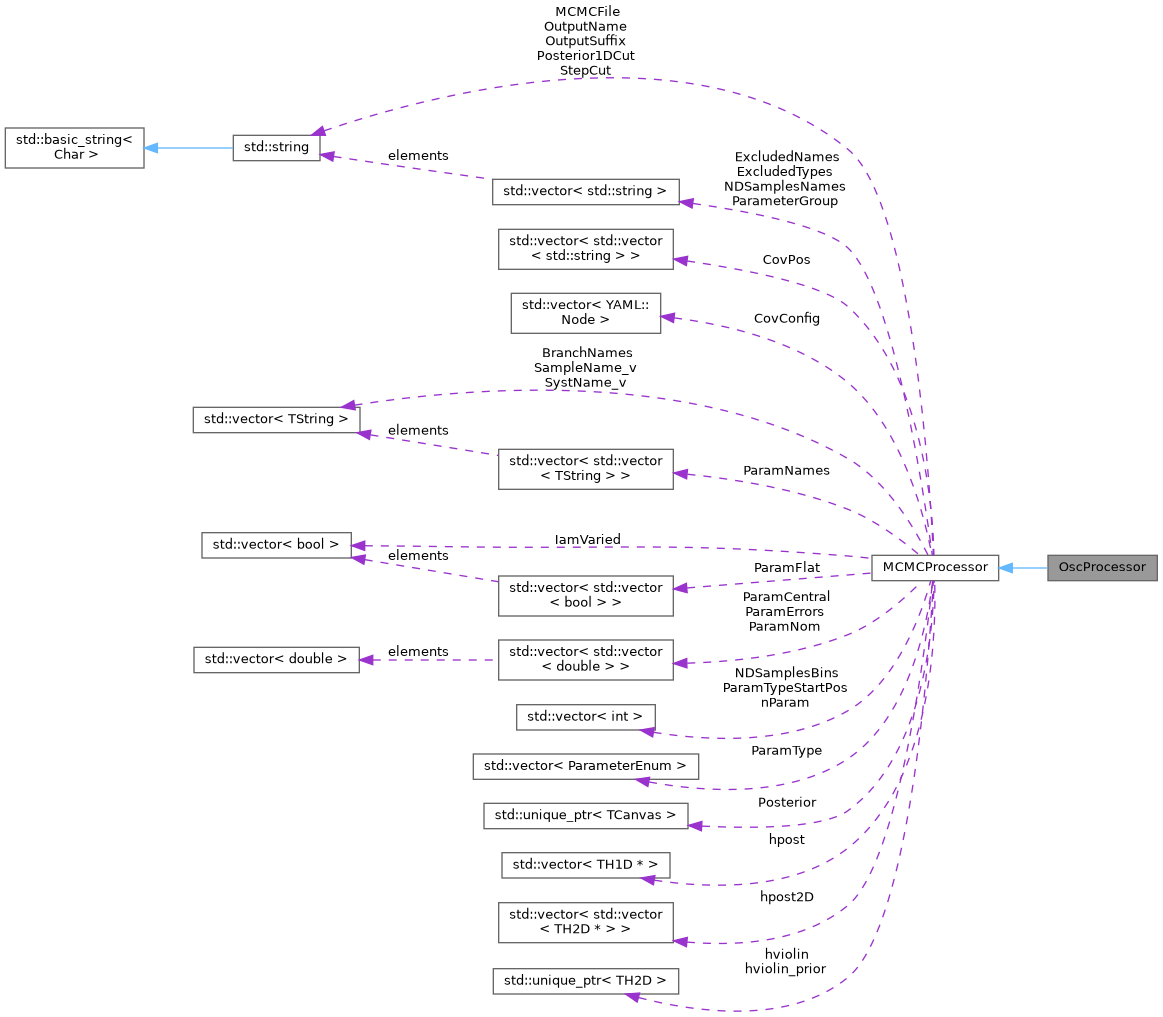 MCMCFile
OutputName
OutputSuffix
Posterior1DCut
StepCut
std::basic_string<
Char >
std::string
elements
std::vector< std::string >
ExcludedNames
ExcludedTypes
NDSamplesNames
ParameterGroup
std::vector< std::vector
< std::string > >
CovPos
std::vector< YAML::
Node >
CovConfig
BranchNames
SampleName_v
SystName_v
std::vector< TString >
elements
std::vector< std::vector
< TString > >
ParamNames
std::vector< bool >
IamVaried
elements
std::vector< std::vector
< bool > >
ParamFlat
MCMCProcessor
OscProcessor
ParamCentral
ParamErrors
ParamNom
std::vector< double >
elements
std::vector< std::vector
< double > >
NDSamplesBins
ParamTypeStartPos
nParam
std::vector< int >
ParamType
std::vector< ParameterEnum >
Posterior
std::unique_ptr< TCanvas >
hpost
std::vector< TH1D * >
hpost2D
std::vector< std::vector
< TH2D * > >
hviolin
hviolin_prior
std::unique_ptr< TH2D >